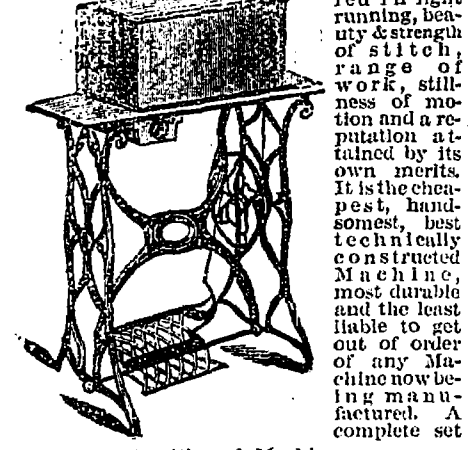 running, bea-
uty & strength
of stitch,
range of
work, still-
ness of mo-
tion and a re-
putation at-
tained by its
own merits.
It is the chea-
pest, hand-
somest, best
technically
constructed
Machine,
most durable
and the least
liable to get
out of order
of any Ma-
chine now be-
ing manu-
factured. A
complete set